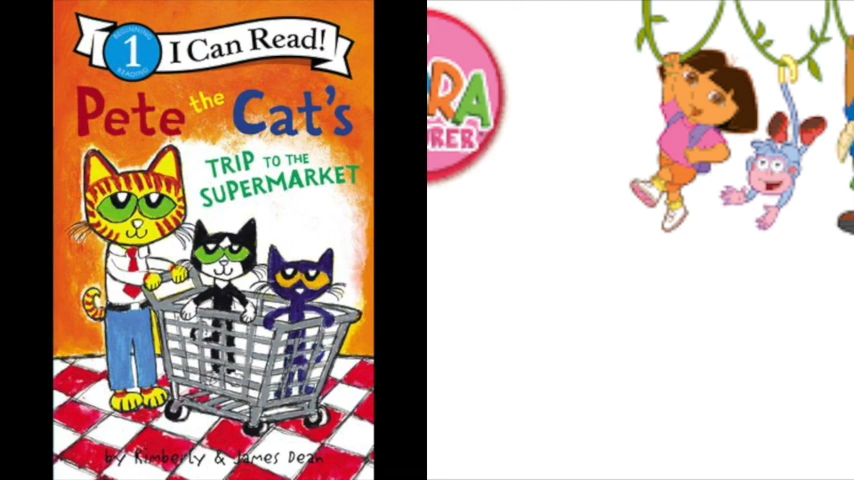 BEGINNING
1
READING
I Can Read!
Pete the Cat's
TRIP TO THE
SUPERMARKET
by Kimberly & James Dean
RA
RER